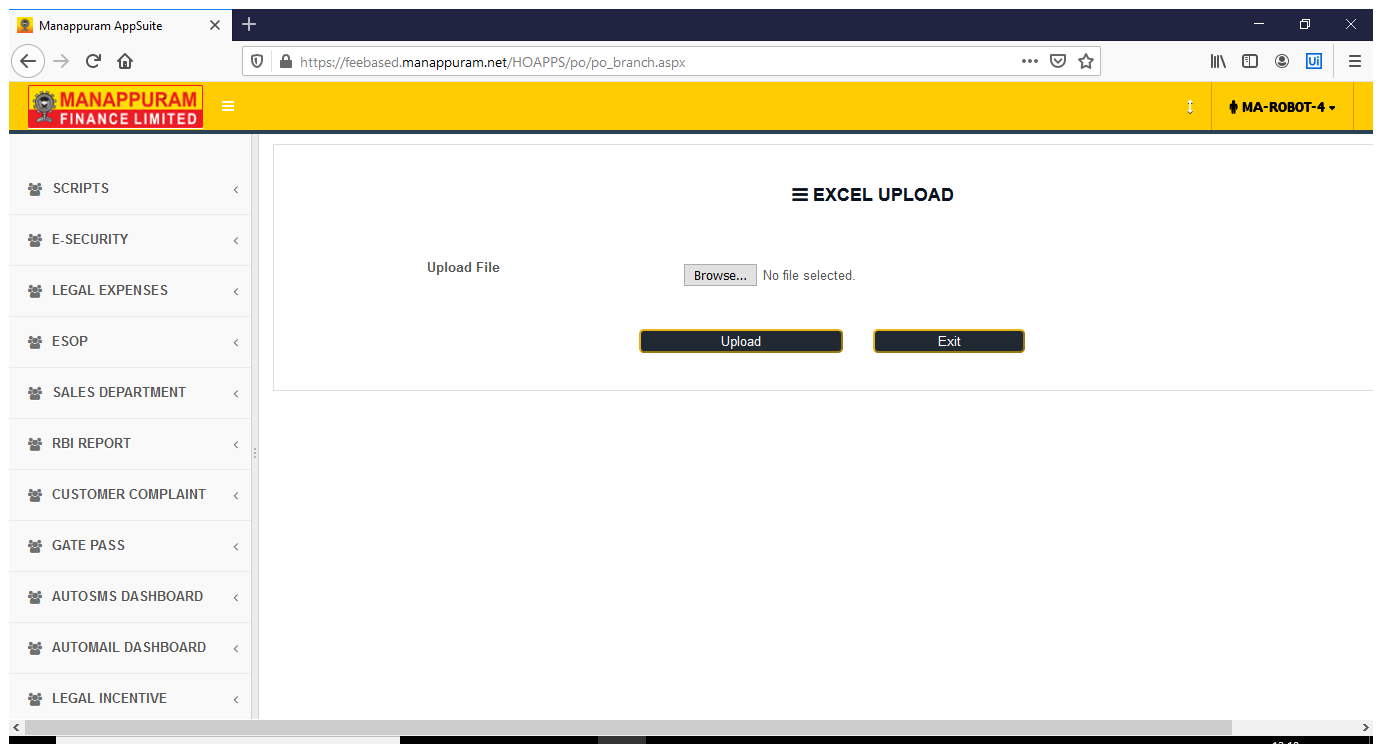 Manappuram AppSuite
https://feebased.manappuram.net/HOAPPS/po/po_branch.aspx
Ui
MANAPPURAM
FINANCE LIMITED
MA-ROBOT-4
SCRIPTS
E-SECURITY
LEGAL EXPENSES
ESOP
SALES DEPARTMENT
RBI REPORT
CUSTOMER COMPLAINT
GATE PASS
AUTOSMS DASHBOARD
AUTOMAIL DASHBOARD
LEGAL INCENTIVE
EXCEL UPLOAD
Upload File
Browse... No file selected.
Upload Exit